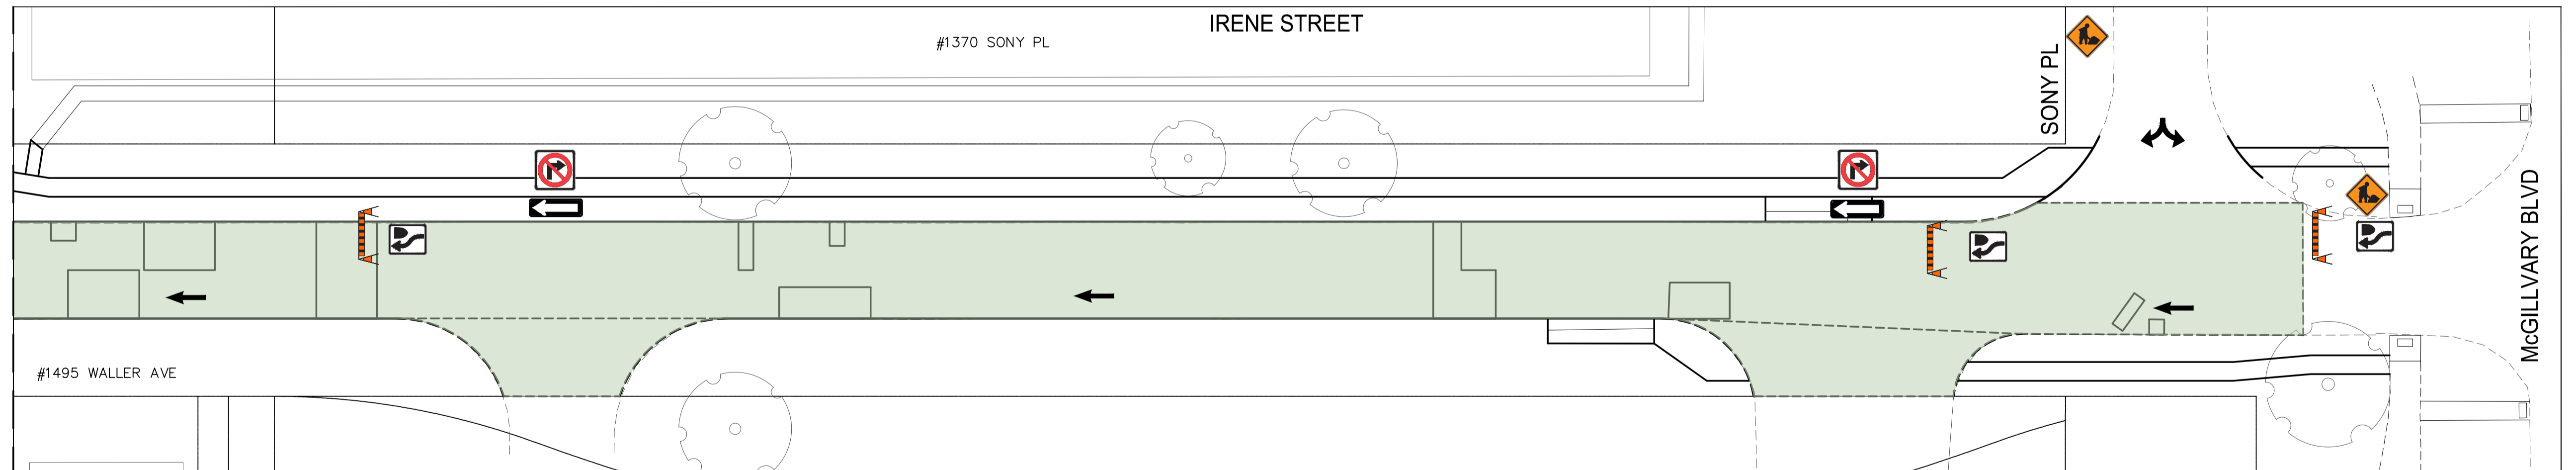 IRENE STREET
#1370 SONY PL
SONY PL
McGILLVARY BLVD
#1495 WALLER AVE